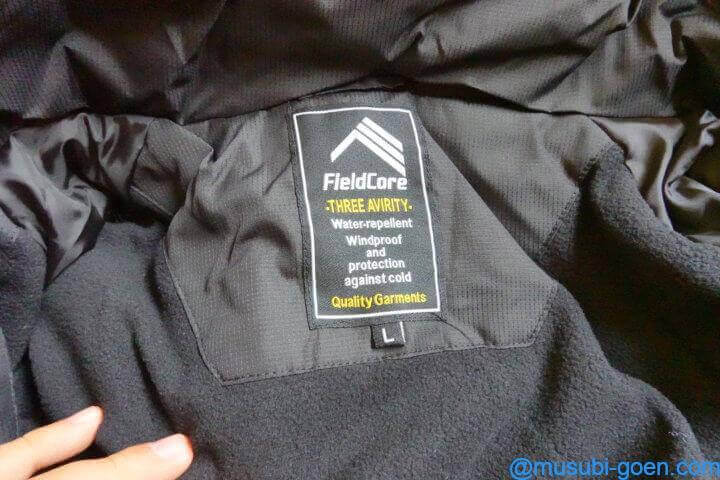 FieldCore
-THREE AVIRITY-
Water-repellent
Windproof
and
protection
against cold
Quality Garments
L
@musubi-goen.com